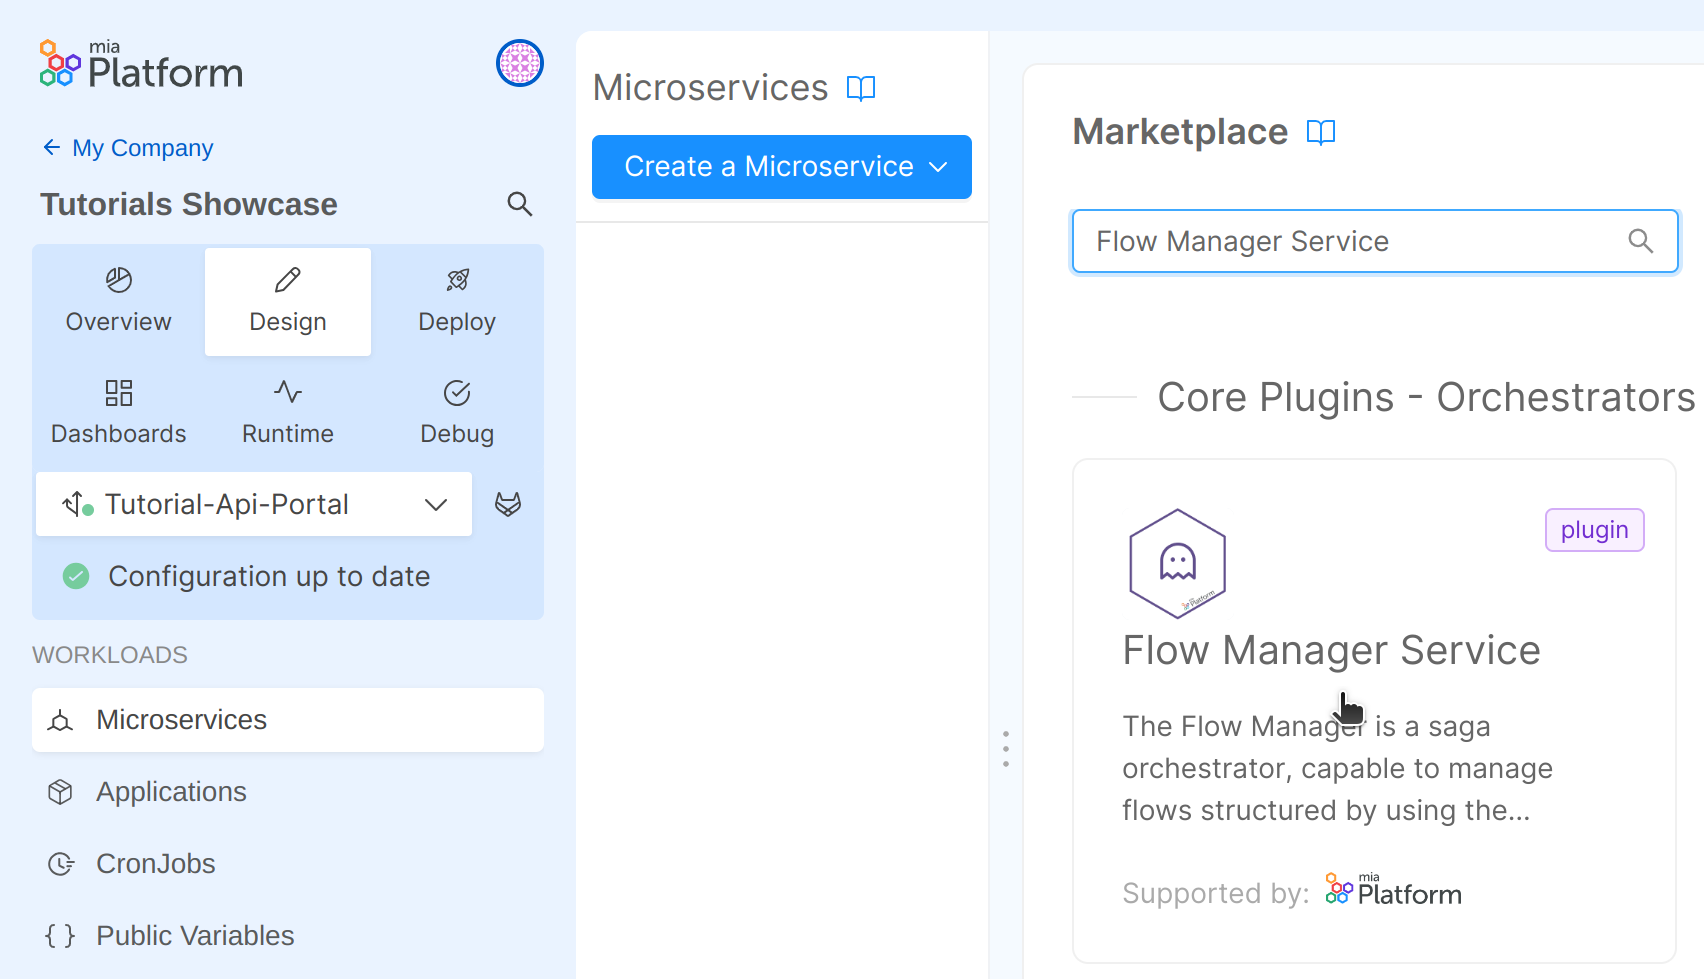 mia
Platform
My Company
Tutorials Showcase
Overview
Design
Deploy
Dashboards
Runtime
Debug
Tutorial-Api-Portal
Configuration up to date
WORKLOADS
Microservices
Applications
CronJobs
{ } Public Variables
Microservices
Create a Microservice
Marketplace
Flow Manager Service
Core Plugins - Orchestrators
plugin
mia Platform
Flow Manager Service
The Flow Manager is a saga
orchestrator, capable to manage
flows structured by using the...
Supported by:
mia
Platform